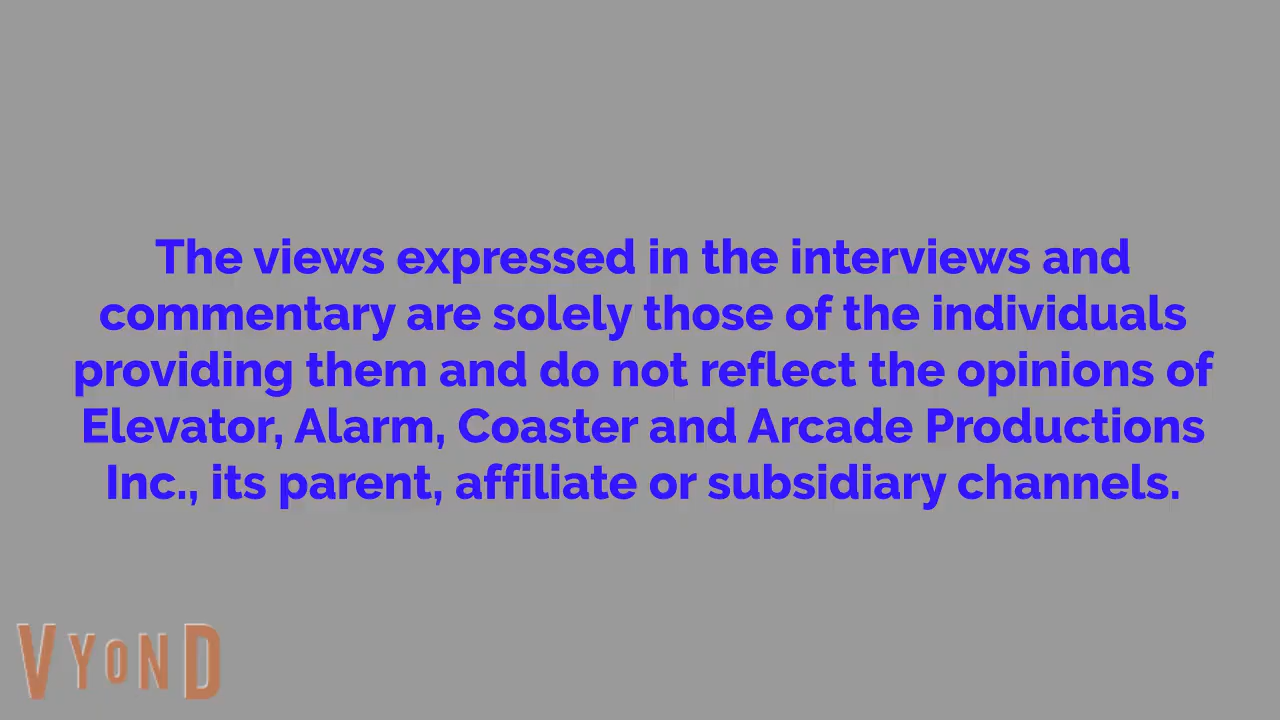 The views expressed in the interviews and
commentary are solely those of the individuals
providing them and do not reflect the opinions of
Elevator, Alarm, Coaster and Arcade Productions
Inc., its parent, affiliate or subsidiary channels.
VYOND